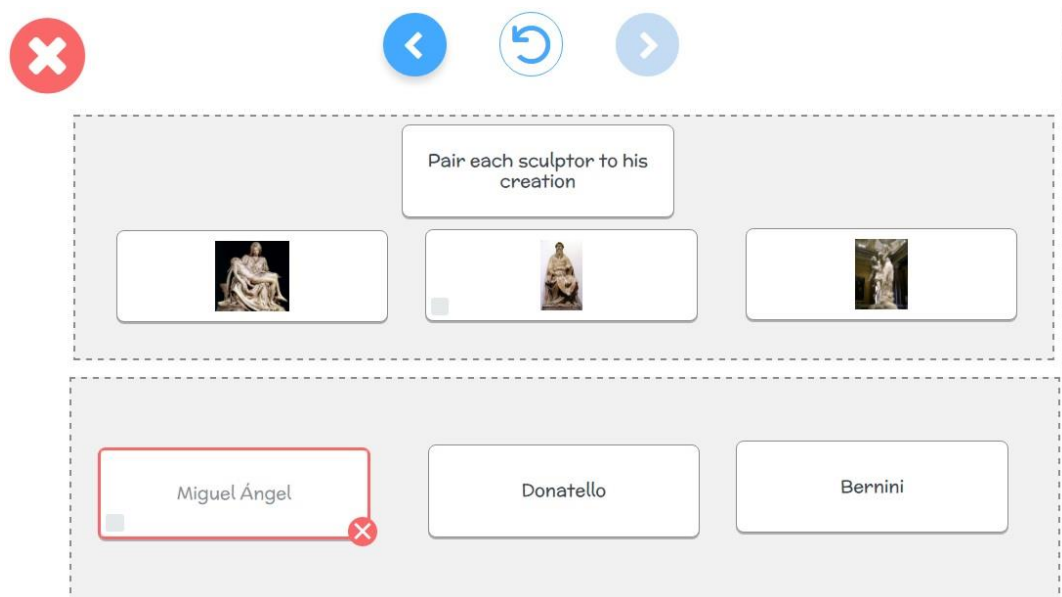 Pair each sculptor to his
creation
Miguel Ángel
Donatello
Bernini